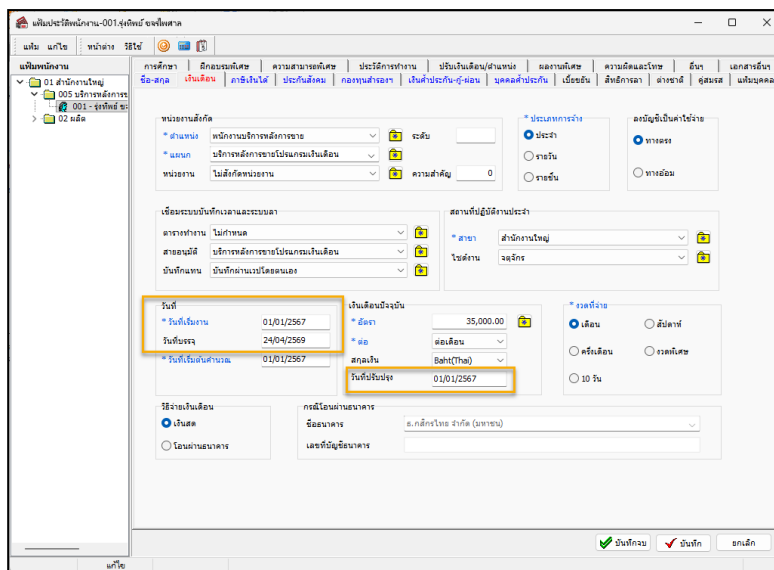 แฟ้มประวัติพนักงาน-001.รุ่งทิพย์ ขจรไพศาล
แฟ้ม แก้ไข หน้าต่าง วิธีใช้
แฟ้มพนักงาน
01 สำนักงานใหญ่
005 บริการหลังการข
001 - รุ่งทิพย์ ขะ
02 ผลิต
การศึกษา ฝึกอบรมพิเศษ ความสามารถพิเศษ ประวัติการทำงาน ปรับเงินเดือน/ตำแหน่ง ผลงานพิเศษ ความผิดและโทษ อื่นๆ เอกสารอื่นๆ
ชื่อ-สกุล เงินเดือน ภาษีเงินได้ ประกันสังคม กองทุนสำรองฯ เงินค้ำประกัน-กู้-ผ่อน บุคคลค้ำประกัน เบี้ยขยัน สิทธิการลา ต่างชาติ คู่สมรส แฟ้มบุคคล
หน่วยงานสังกัด
* ตำแหน่ง พนักงานบริการหลังการขาย ระดับ
* แผนก บริการหลังการขายโปรแกรมเงินเดือน
หน่วยงาน ไม่สังกัดหน่วยงาน ความสำคัญ 0
* ประเภทการจ้าง
ประจำ
รายวัน
รายชิ้น
ลงบัญชีเป็นค่าใช้จ่าย
ทางตรง
ทางอ้อม
เชื่อมระบบบันทึกเวลาและระบบลา
ตารางทำงาน ไม่กำหนด
สายอนุมัติ บริการหลังการขายโปรแกรมเงินเดือน
บันทึกแทน บันทึกผ่านเวปโดยตนเอง
สถานที่ปฏิบัติงานประจำ
* สาขา สำนักงานใหญ่
ไซด์งาน จตุจักร
วันที่
* วันที่เริ่มงาน 01/01/2567
วันที่บรรจุ 24/04/2569
* วันที่เริ่มต้นคำนวณ 01/01/2567
เงินเดือนปัจจุบัน
* อัตรา 35,000.00
* ต่อ ต่อเดือน
สกุลเงิน Baht(Thai)
วันที่ปรับปรุง 01/01/2567
* งวดที่จ่าย
เดือน สัปดาห์
ครึ่งเดือน งวดพิเศษ
10 วัน
วิธีจ่ายเงินเดือน
เงินสด
โอนผ่านธนาคาร
กรณีโอนผ่านธนาคาร
ชื่อธนาคาร ธ.กสิกรไทย จำกัด (มหาชน)
เลขที่บัญชีธนาคาร
บันทึกจบ บันทึก ยกเลิก
แก้ไข